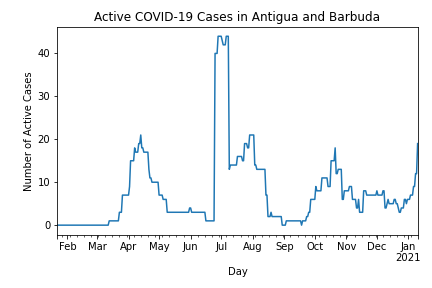 Active COVID-19 Cases in Antigua and Barbuda
Number of Active Cases
40
30
20
10
0
Feb Mar Apr May Jun Jul Aug Sep Oct Nov Dec Jan
2021
Day